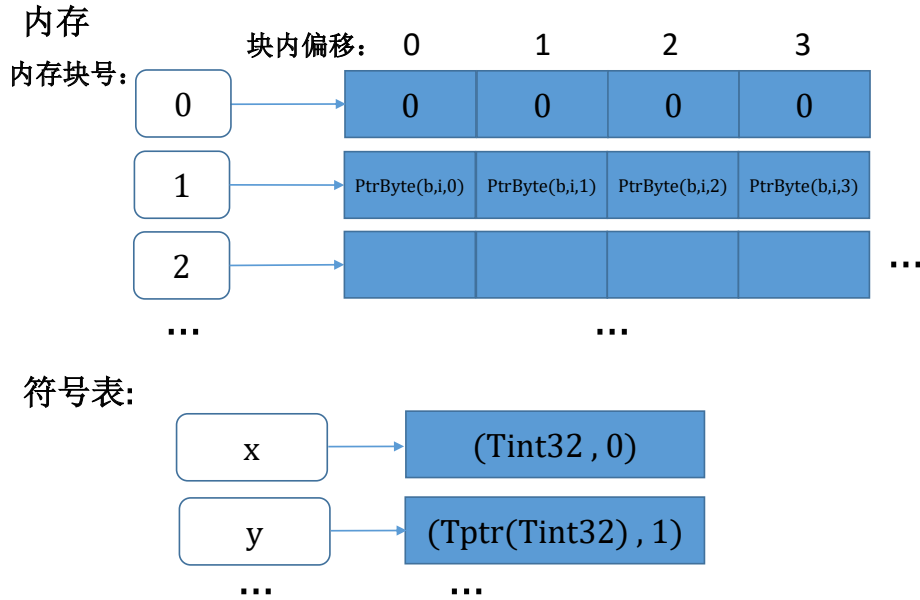 内存
块内偏移： 0 1 2 3
内存块号：
0 0 0 0 0
1 PtrByte(b,i,0) PtrByte(b,i,1) PtrByte(b,i,2) PtrByte(b,i,3)
2 ...
... ...
符号表:
x (Tint32 , 0)
y (Tptr(Tint32) , 1)
... ...